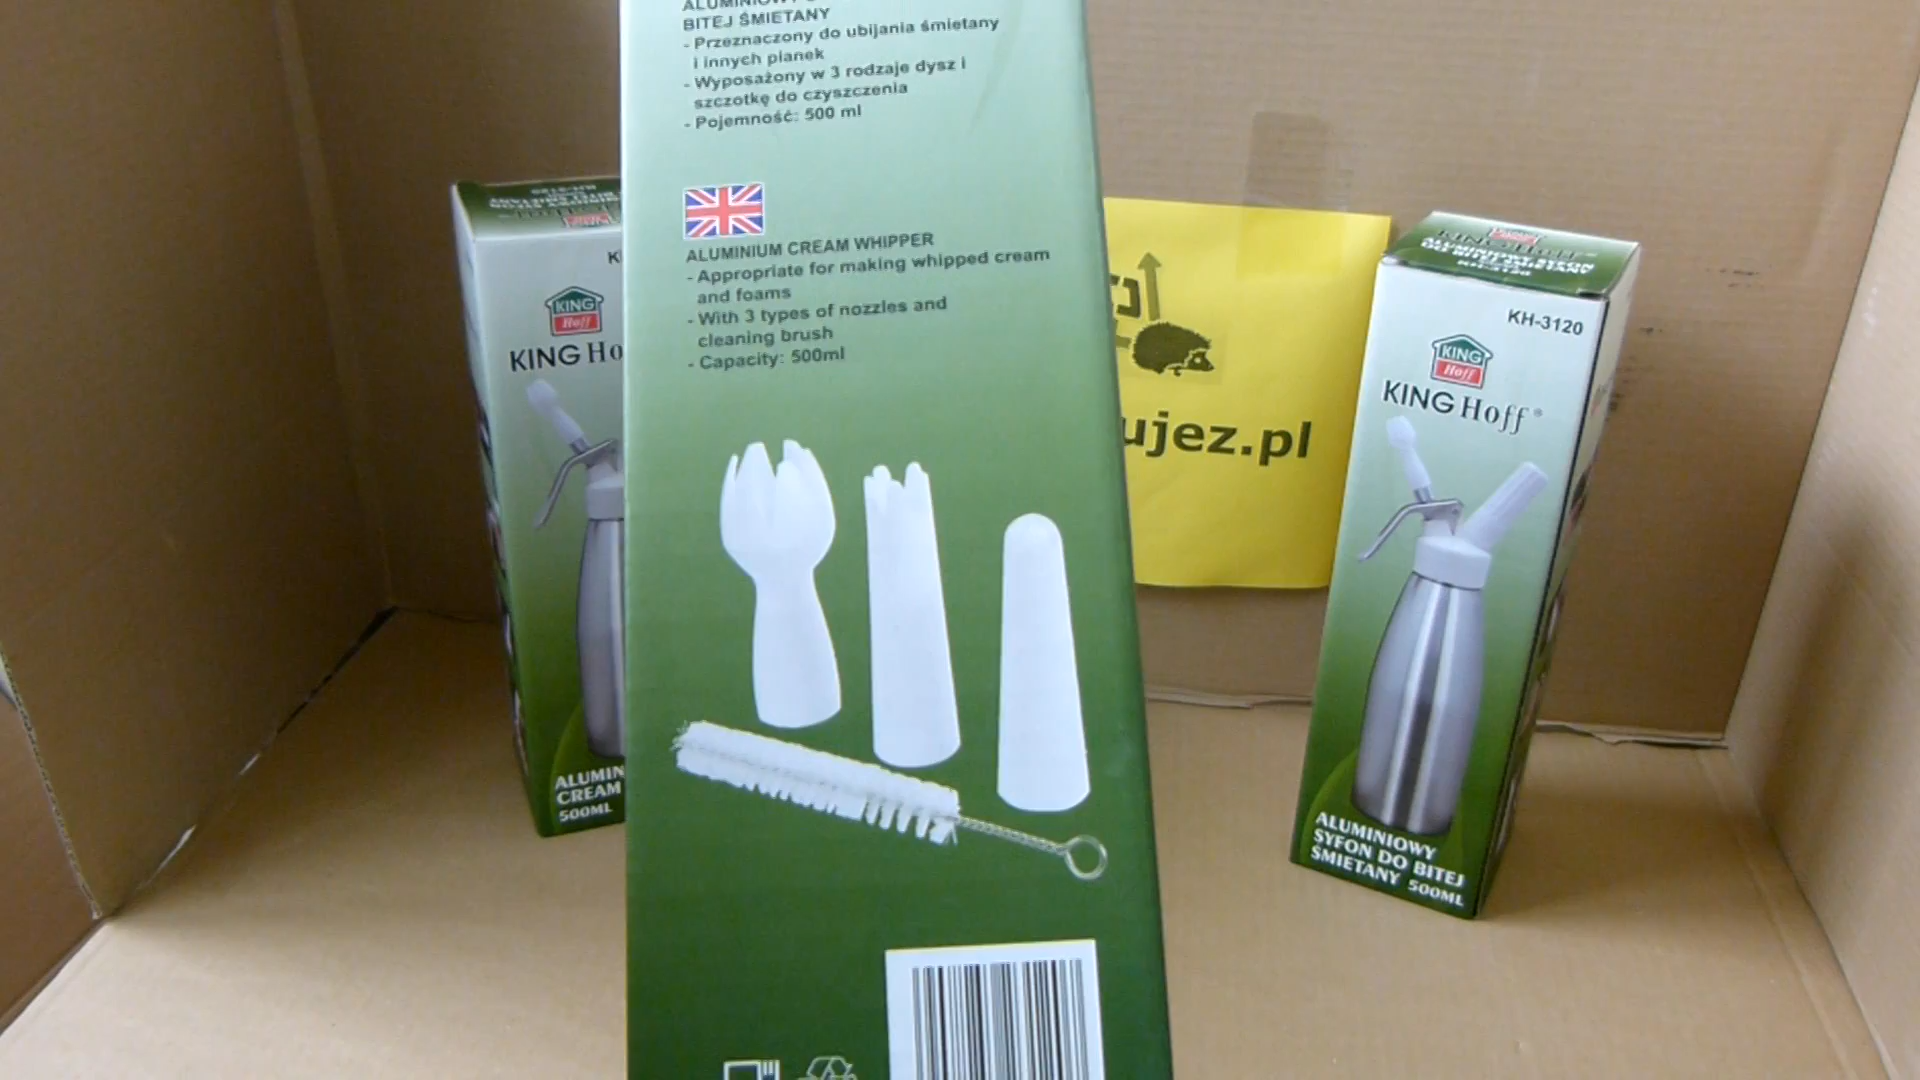 BITEJ ŚMIETANY
- Przeznaczony do ubijania śmietany
i innych pianek
- Wyposażony w 3 rodzaje dysz i
szczotkę do czyszczenia
- Pojemność: 500 ml
ALUMINIUM CREAM WHIPPER
- Appropriate for making whipped cream
and foams
- With 3 types of nozzles and
cleaning brush
- Capacity: 500ml
KING
Hoff
KING Ho
ALUMIN
CREAM
500ML
ujez.pl
KH-3120
KING
Hoff
KING Hoff®
ALUMINIOWY
SYFON DO BITEJ
ŚMIETANY 500ML